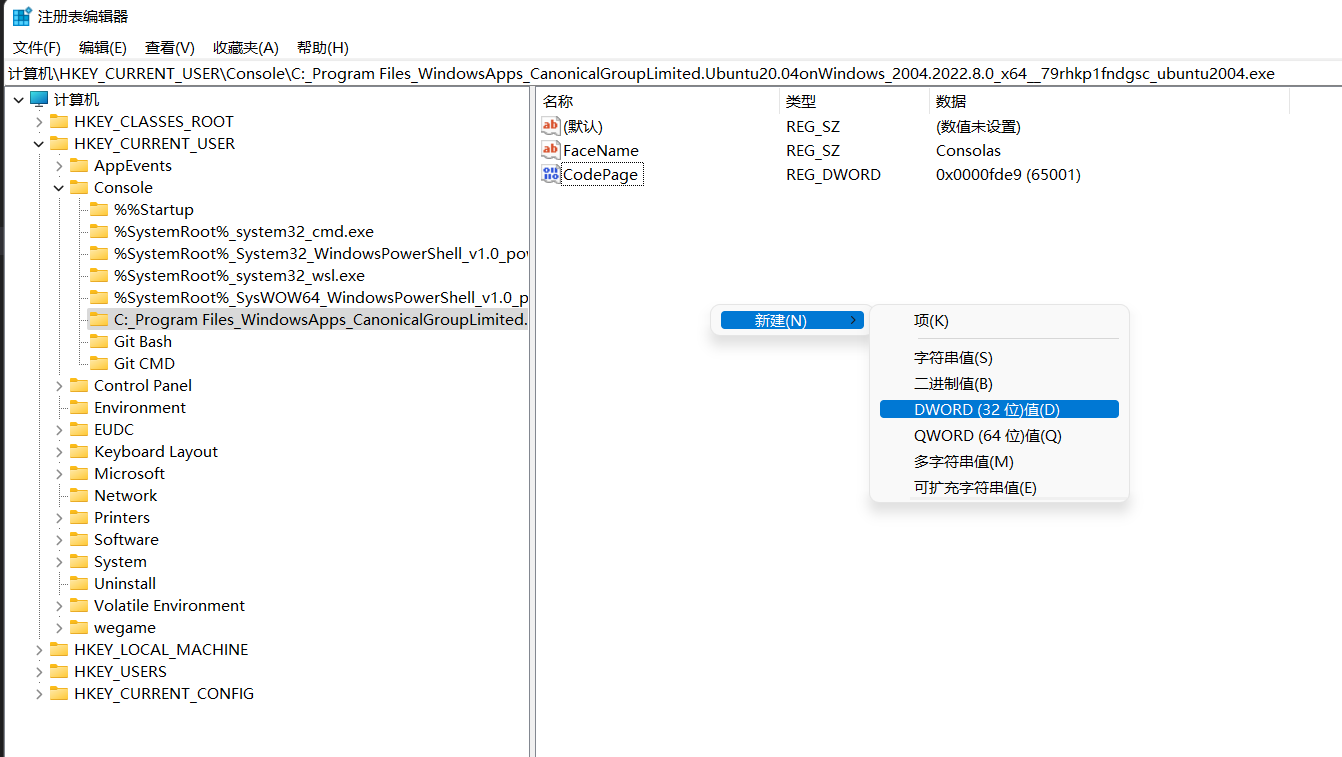 注册表编辑器
文件(F) 编辑(E) 查看(V) 收藏夹(A) 帮助(H)
计算机\HKEY_CURRENT_USER\Console\C:_Program Files_WindowsApps_CanonicalGroupLimited.Ubuntu20.04onWindows_2004.2022.8.0_x64__79rhkp1fndgsc_ubuntu2004.exe
计算机
HKEY_CLASSES_ROOT
HKEY_CURRENT_USER
AppEvents
Console
%%Startup
%SystemRoot%_system32_cmd.exe
%SystemRoot%_System32_WindowsPowerShell_v1.0_pow
%SystemRoot%_system32_wsl.exe
%SystemRoot%_SysWOW64_WindowsPowerShell_v1.0_p
C:_Program Files_WindowsApps_CanonicalGroupLimited.
Git Bash
Git CMD
Control Panel
Environment
EUDC
Keyboard Layout
Microsoft
Network
Printers
Software
System
Uninstall
Volatile Environment
wegame
HKEY_LOCAL_MACHINE
HKEY_USERS
HKEY_CURRENT_CONFIG
名称 类型 数据
(默认) REG_SZ (数值未设置)
FaceName REG_SZ Consolas
CodePage REG_DWORD 0x0000fde9 (65001)
新建(N)
项(K)
字符串值(S)
二进制值(B)
DWORD (32 位)值(D)
QWORD (64 位)值(Q)
多字符串值(M)
可扩充字符串值(E)